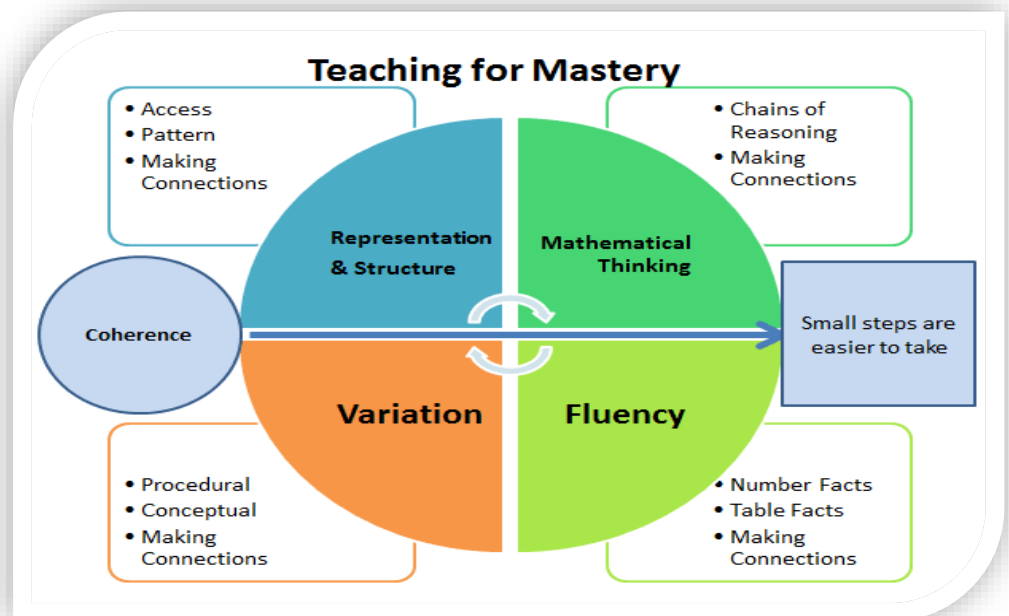 Teaching for Mastery
• Access
• Pattern
• Making
Connections
• Chains of
Reasoning
• Making
Connections
Representation
& Structure
Mathematical
Thinking
Coherence
Small steps are
easier to take
Variation
Fluency
• Procedural
• Conceptual
• Making
Connections
• Number Facts
• Table Facts
• Making
Connections